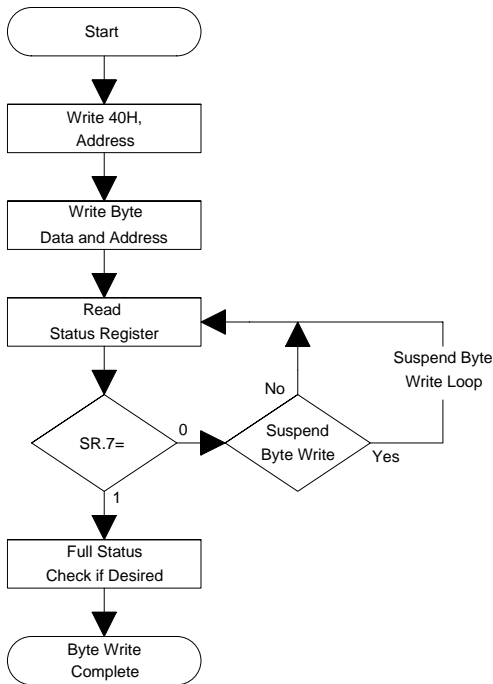 Start
Write 40H,
Address
Write Byte
Data and Address
Read
Status Register
Suspend Byte
Write Loop
No
SR.7=
0
Suspend
Byte Write
Yes
1
Full Status
Check if Desired
Byte Write
Complete